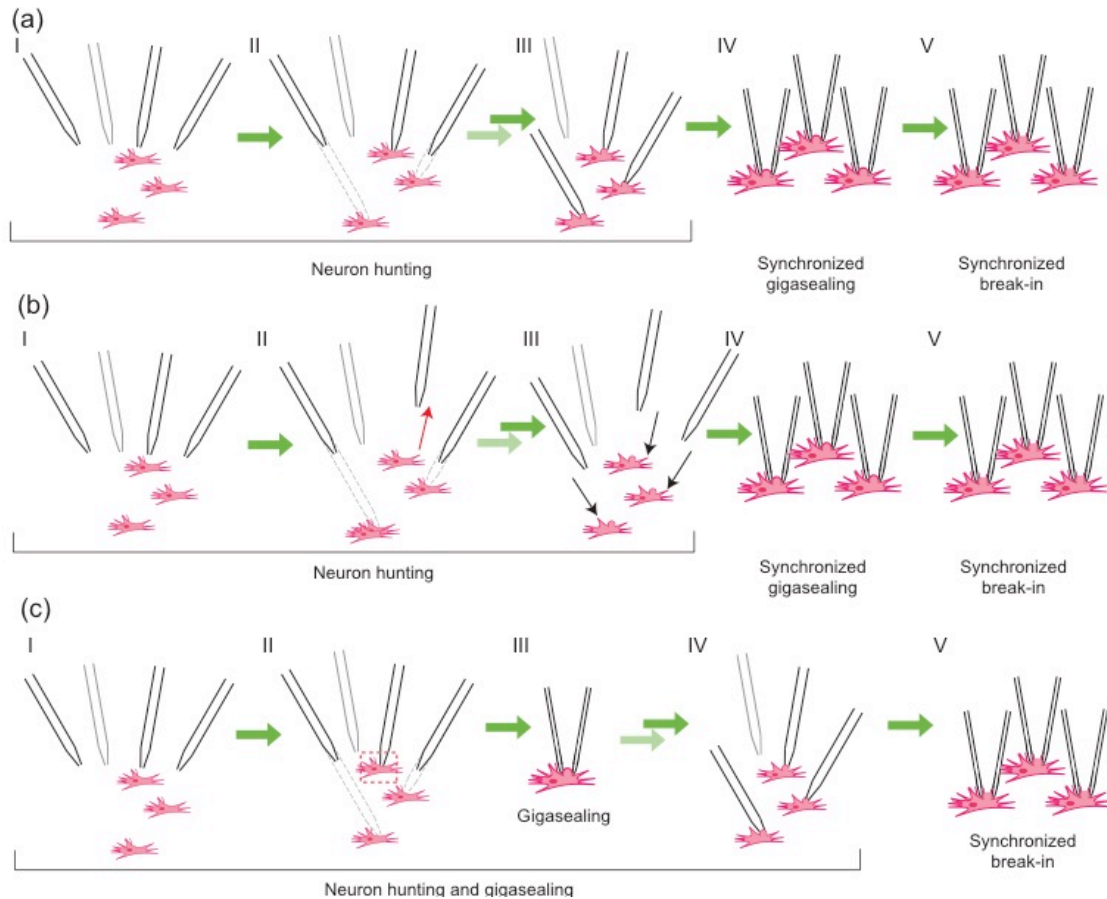 (a)
I II III IV V
Neuron hunting
Synchronized
gigasealing
Synchronized
break-in
(b)
I II III IV V
Neuron hunting
Synchronized
gigasealing
Synchronized
break-in
(c)
I II III IV V
Gigasealing
Synchronized
break-in
Neuron hunting and gigasealing